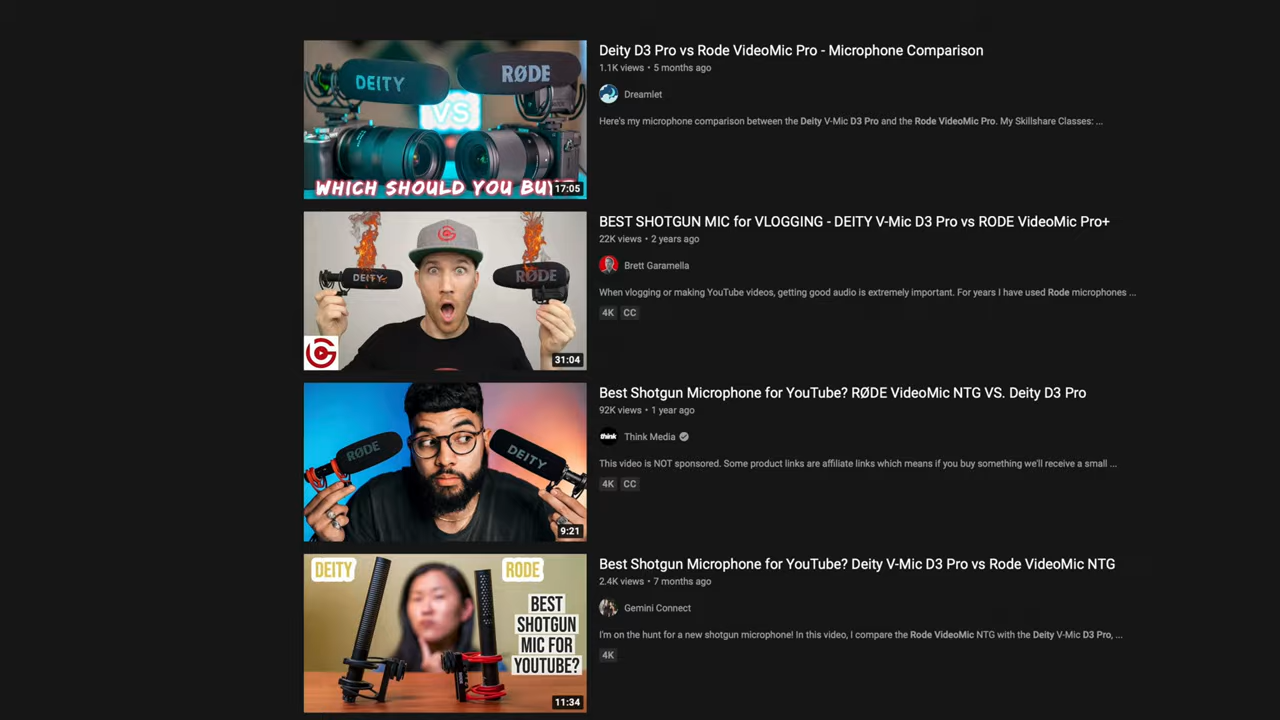 DEITY
RØDE
VS
WHICH SHOULD YOU BUY?
17:05
Deity D3 Pro vs Rode VideoMic Pro - Microphone Comparison
1.1K views • 5 months ago
Dreamlet
Here's my microphone comparison between the Deity V-Mic D3 Pro and the Rode VideoMic Pro. My Skillshare Classes: ...
DEITY
RØDE
31:04
BEST SHOTGUN MIC for VLOGGING - DEITY V-Mic D3 Pro vs RODE VideoMic Pro+
22K views • 2 years ago
Brett Garamella
When vlogging or making YouTube videos, getting good audio is extremely important. For years I have used Rode microphones ...
4K CC
RØDE
DEITY
9:21
Best Shotgun Microphone for YouTube? RØDE VideoMic NTG VS. Deity D3 Pro
92K views • 1 year ago
think Think Media
This video is NOT sponsored. Some product links are affiliate links which means if you buy something we'll receive a small ...
4K CC
DEITY
RODE
BEST
SHOTGUN
MIC FOR
YOUTUBE?
11:34
Best Shotgun Microphone for YouTube? Deity V-Mic D3 Pro vs Rode VideoMic NTG
2.4K views • 7 months ago
Gemini Connect
I'm on the hunt for a new shotgun microphone! In this video, I compare the Rode VideoMic NTG with the Deity V-Mic D3 Pro, ...
4K